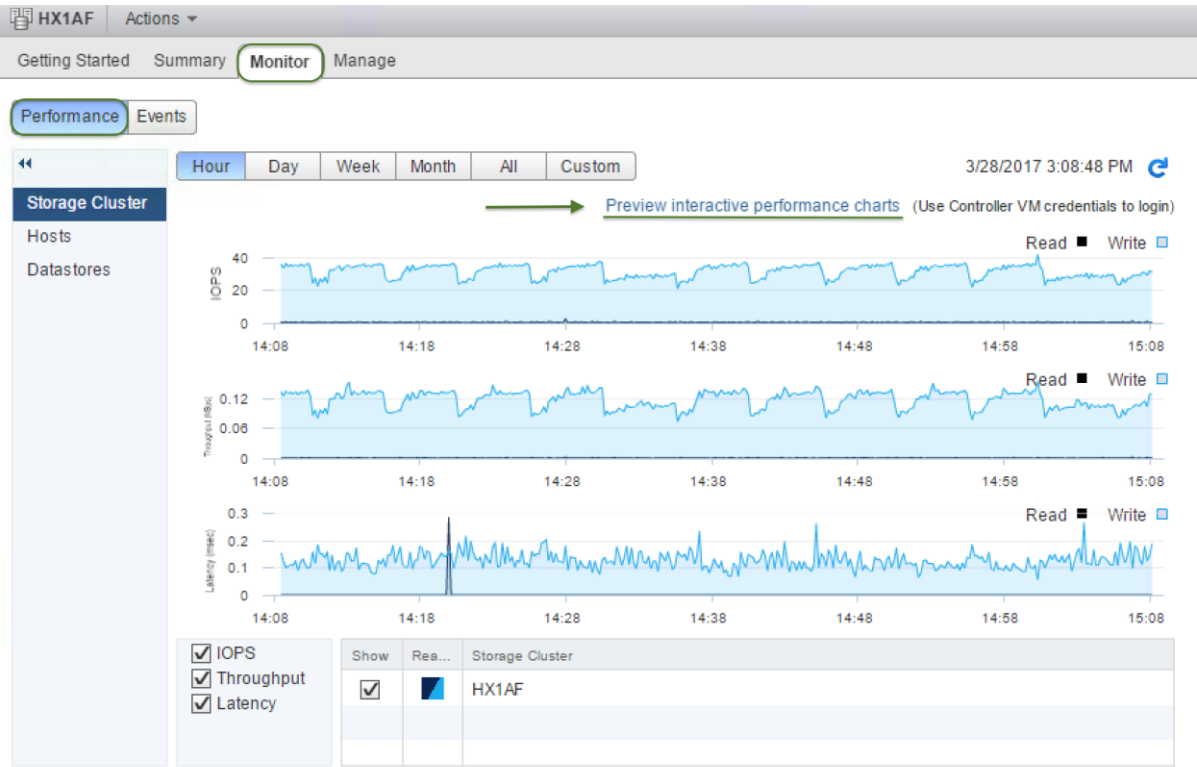 HX1AF Actions
Getting Started Summary Monitor Manage
Performance Events
Hour Day Week Month All Custom 3/28/2017 3:08:48 PM
Storage Cluster
Hosts
Datastores
Preview interactive performance charts (Use Controller VM credentials to login)
Read Write
IOPS
40
20
0
14:08 14:18 14:28 14:38 14:48 14:58 15:08
Read Write
Throughput (MBps)
0.12
0.06
0
14:08 14:18 14:28 14:38 14:48 14:58 15:08
Read Write
Latency (msec)
0.3
0.2
0.1
0
14:08 14:18 14:28 14:38 14:48 14:58 15:08
IOPS
Throughput
Latency
Show Rea... Storage Cluster
HX1AF